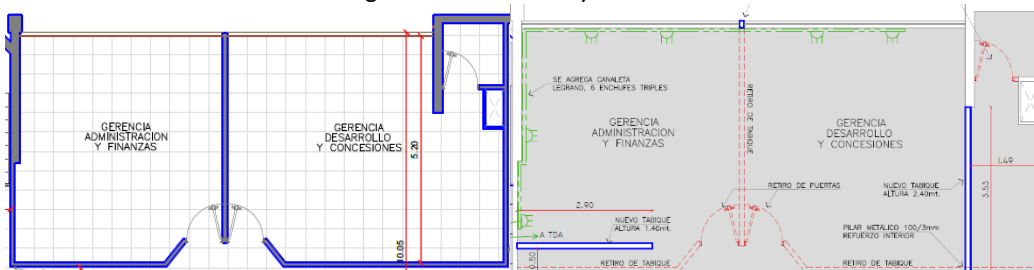 GERENCIA
ADMINISTRACION
Y FINANZAS
GERENCIA
DESARROLLO
Y CONCESIONES
5.20
10.05
SE AGREGA CANALETA
LEGRAND, 6 ENCHUFES TRIPLES
GERENCIA
ADMINISTRACION
Y FINANZAS
RETIRO DE TABIQUE
GERENCIA
DESARROLLO
Y CONCESIONES
RETIRO DE PUERTAS
NUEVO TABIQUE
ALTURA 2.40mt.
1.49
3.53
2.90
NUEVO TABIQUE
ALTURA 1.40mt.
A TDA
0.50
PILAR METÁLICO 100/3mm
REFUERZO INTERIOR
RETIRO DE TABIQUE
RETIRO DE TABIQUE